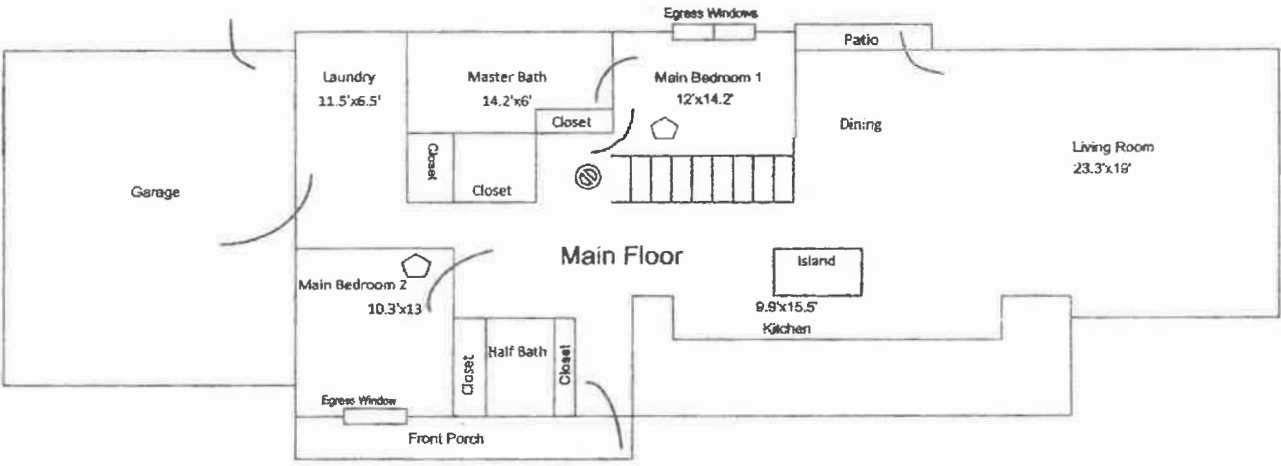 Egress Windows
Patio
Laundry
11.5'x6.5'
Master Bath
14.2'x6'
Main Bedroom 1
12'x14.2'
Closet
Dining
Living Room
23.3'x19'
Garage
Closet
Closet
Main Floor
Island
Main Bedroom 2
10.3'x13
9.9'x15.5'
Kitchen
Closet
Half Bath
Closet
Egress Window
Front Porch